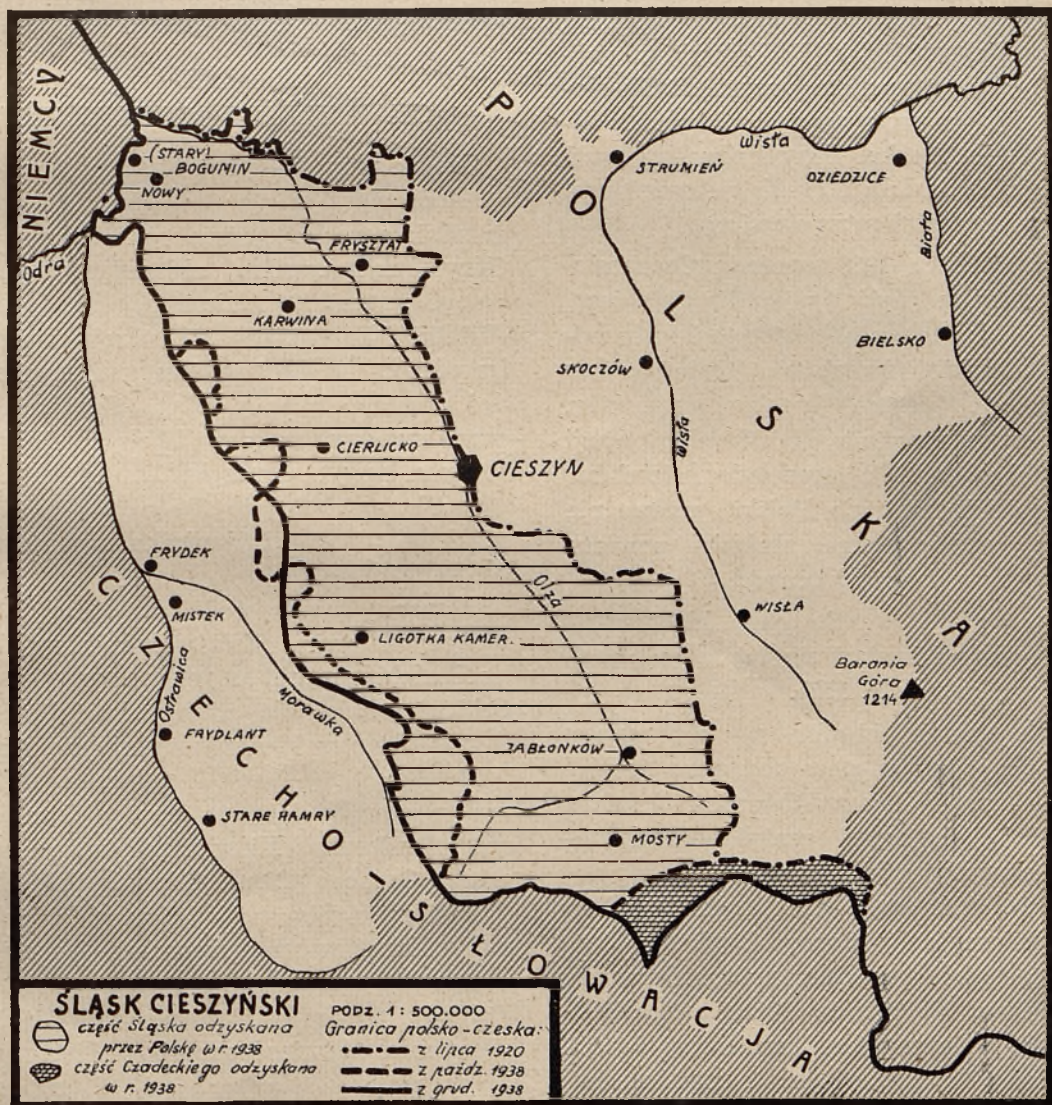 NIEMCY
POLSKA
CZECHO
I
SŁOWACJA
(STARY)
BOGUMIN
NOWY
Odra
FRYSZTAT
KARWINA
CIERLICKO
CIESZYN
STRUMIEŃ
Wisła
DZIEDZICE
Biała
BIELSKO
SKOCZÓW
Wisła
WISŁA
Barania
Góra
1214
FRYDEK
MISTEK
Ostrawica
FRYDLANT
Morawka
STARE HAMRY
LIGOTKA KAMER.
Olza
JABŁONKÓW
MOSTY
ŚLĄSK CIESZYŃSKI
część Śląska odzyskana
przez Polskę w r. 1938
część Czadeckiego odzyskana
w r. 1938
PODZ. 1 : 500.000
Granica polsko-czeska:
z lipca 1920
z paźdz. 1938
z grud. 1938